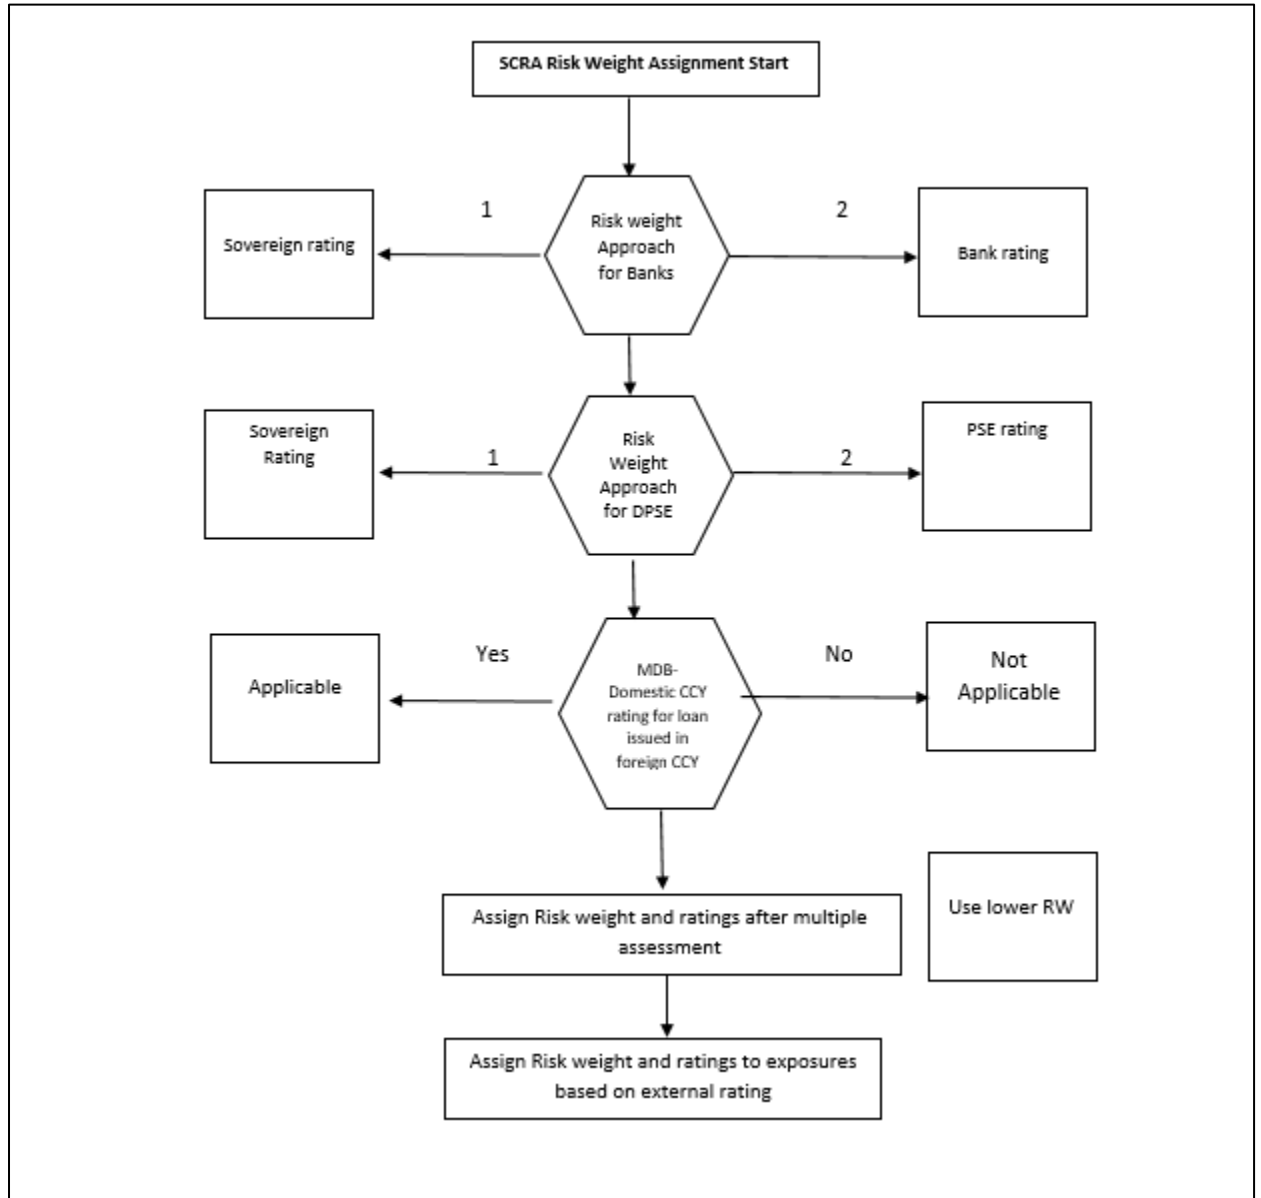 SCRA Risk Weight Assignment Start
1
2
Sovereign rating
Risk weight
Approach
for Banks
Bank rating
Sovereign
Rating
1
Risk
Weight
Approach
for DPSE
2
PSE rating
Yes
No
Applicable
MDB-
Domestic CCY
rating for loan
issued in
foreign CCY
Not
Applicable
Assign Risk weight and ratings after multiple
assessment
Use lower RW
Assign Risk weight and ratings to exposures
based on external rating